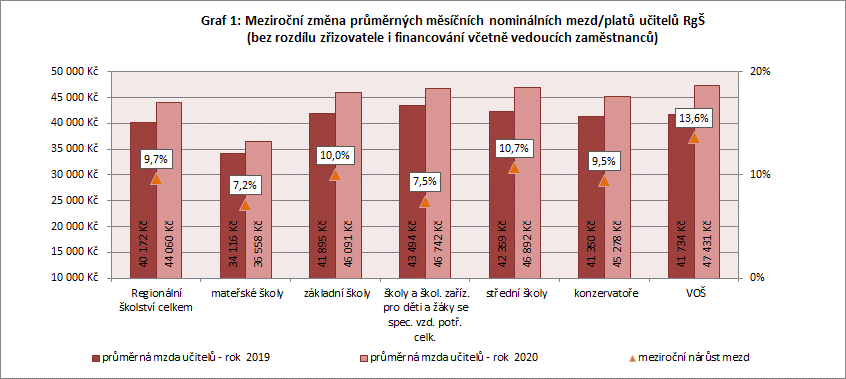 Graf 1: Meziroční změna průměrných měsíčních nominálních mezd/platů učitelů RgŠ
(bez rozdílu zřizovatele i financování včetně vedoucích zaměstnanců)
50 000 Kč
45 000 Kč
40 000 Kč
35 000 Kč
30 000 Kč
25 000 Kč
20 000 Kč
15 000 Kč
10 000 Kč
20%
10%
0%
9,7%
7,2%
10,0%
7,5%
10,7%
9,5%
13,6%
40 172 Kč
44 060 Kč
34 116 Kč
36 558 Kč
41 895 Kč
46 091 Kč
43 494 Kč
46 742 Kč
42 359 Kč
46 892 Kč
41 350 Kč
45 278 Kč
41 734 Kč
47 431 Kč
Regionální
školství celkem
mateřské školy
základní školy
školy a škol. zaříz.
pro děti a žáky se
spec. vzd. potř.
celk.
střední školy
konzervatoře
VOŠ
průměrná mzda učitelů - rok 2019
průměrná mzda učitelů - rok 2020
meziroční nárůst mezd